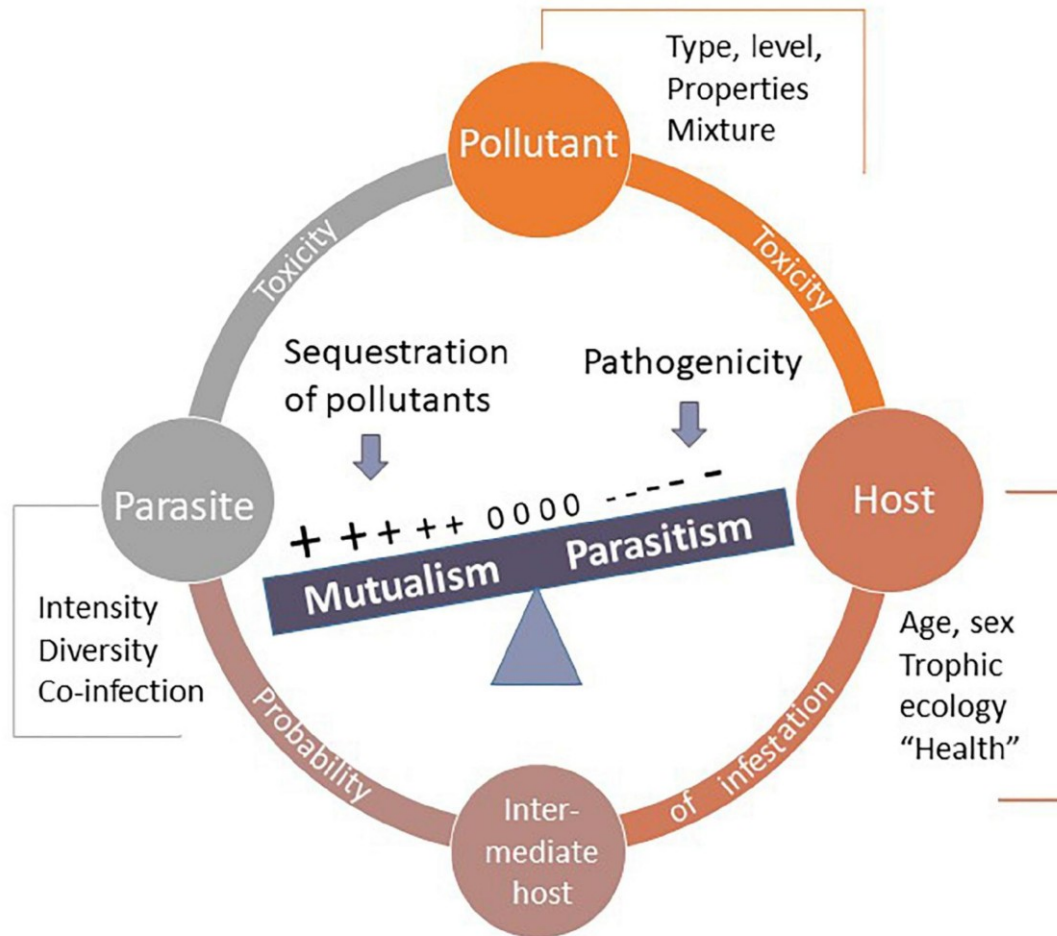 Type, level,
Properties
Mixture
Pollutant
Toxicity
Toxicity
Sequestration
of pollutants
Pathogenicity
Parasite
Host
+ + + + + 0 0 0 0 - - - - - -
Mutualism Parasitism
Intensity
Diversity
Co-infection
Age, sex
Trophic
ecology
“Health”
Probability
of infestation
Inter-
mediate
host